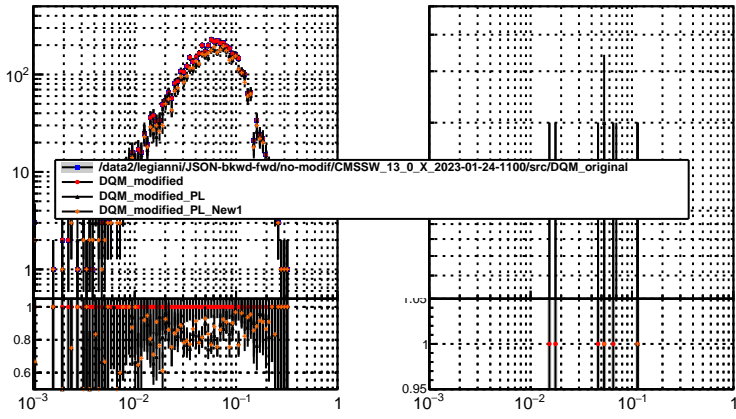 10²
10
1
/data2/legianni/JSON-bkwd-fwd/no-modif/CMSSW_13_0_X_2023-01-24-1100/src/DQM_original
DQM_modified
DQM_modified_PL
DQM_modified_PL_New1
1
0.8
0.6
10⁻³ 10⁻² 10⁻¹ 1
1.05
1
0.95
10⁻³ 10⁻² 10⁻¹ 1